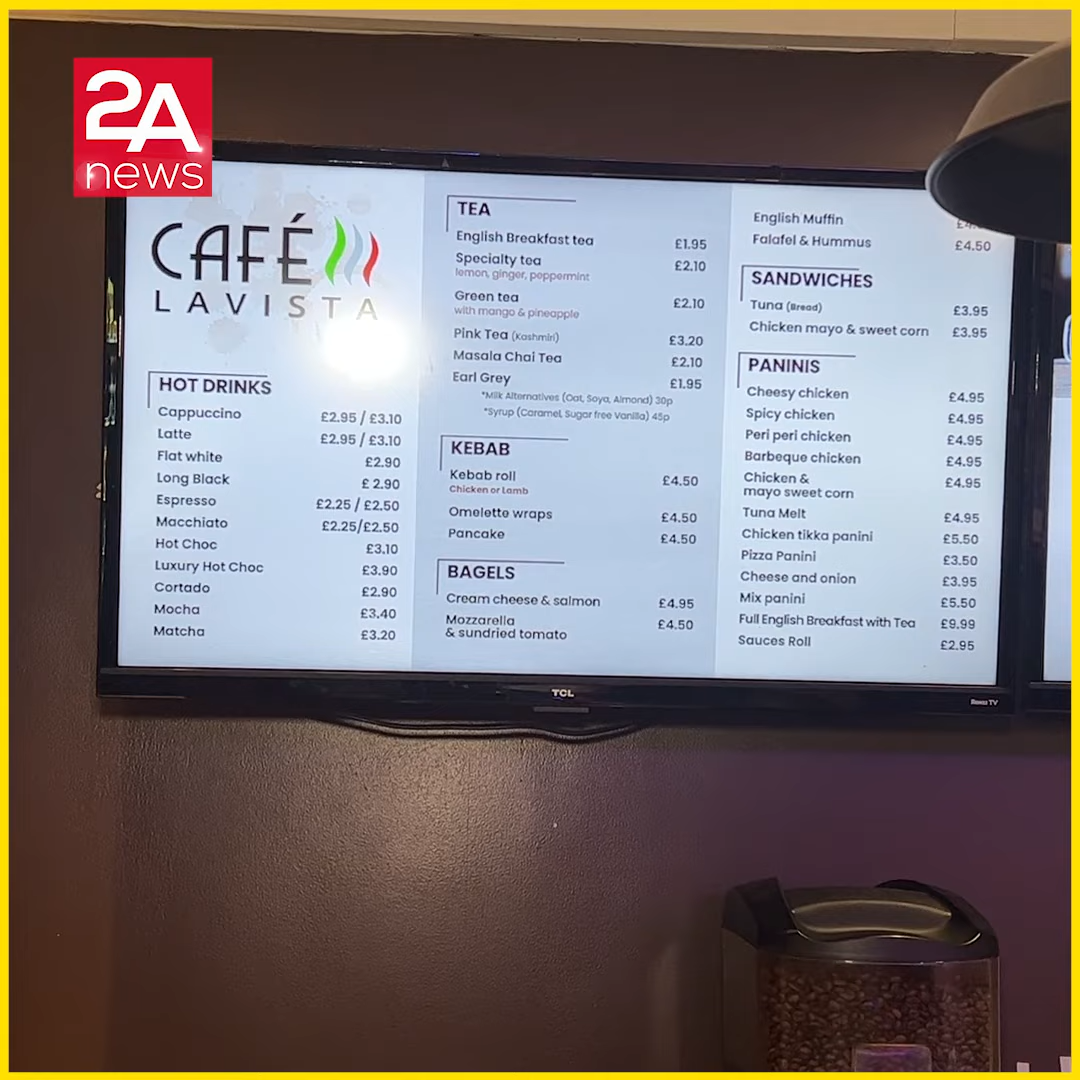 2A
news
CAFÉ
LAVISTA
HOT DRINKS
Cappuccino £2.95 / £3.10
Latte £2.95 / £3.10
Flat white £2.90
Long Black £ 2.90
Espresso £2.25 / £2.50
Macchiato £2.25/£2.50
Hot Choc £3.10
Luxury Hot Choc £3.90
Cortado £2.90
Mocha £3.40
Matcha £3.20
TEA
English Breakfast tea £1.95
Specialty tea £2.10
lemon, ginger, peppermint
Green tea £2.10
with mango & pineapple
Pink Tea (Kashmiri) £3.20
Masala Chai Tea £2.10
Earl Grey £1.95
*Milk Alternatives (Oat, Soya, Almond) 30p
*Syrup (Caramel, Sugar free Vanilla) 45p
KEBAB
Kebab roll £4.50
Chicken or Lamb
Omelette wraps £4.50
Pancake £4.50
BAGELS
Cream cheese & salmon £4.95
Mozzarella £4.50
& sundried tomato
English Muffin
Falafel & Hummus £4.50
SANDWICHES
Tuna (Bread) £3.95
Chicken mayo & sweet corn £3.95
PANINIS
Cheesy chicken £4.95
Spicy chicken £4.95
Peri peri chicken £4.95
Barbeque chicken £4.95
Chicken & £4.95
mayo sweet corn
Tuna Melt £4.95
Chicken tikka panini £5.50
Pizza Panini £3.50
Cheese and onion £3.95
Mix panini £5.50
Full English Breakfast with Tea £9.99
Sauces Roll £2.95
TCL
Roku TV